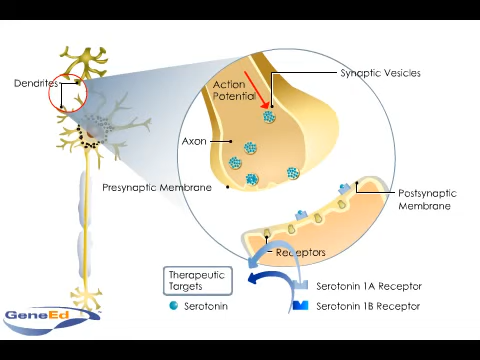 Dendrites
Action
Potential
Synaptic Vesicles
Axon
Presynaptic Membrane
Postsynaptic
Membrane
Receptors
Therapeutic
Targets
Serotonin
Serotonin 1A Receptor
Serotonin 1B Receptor
GeneEd